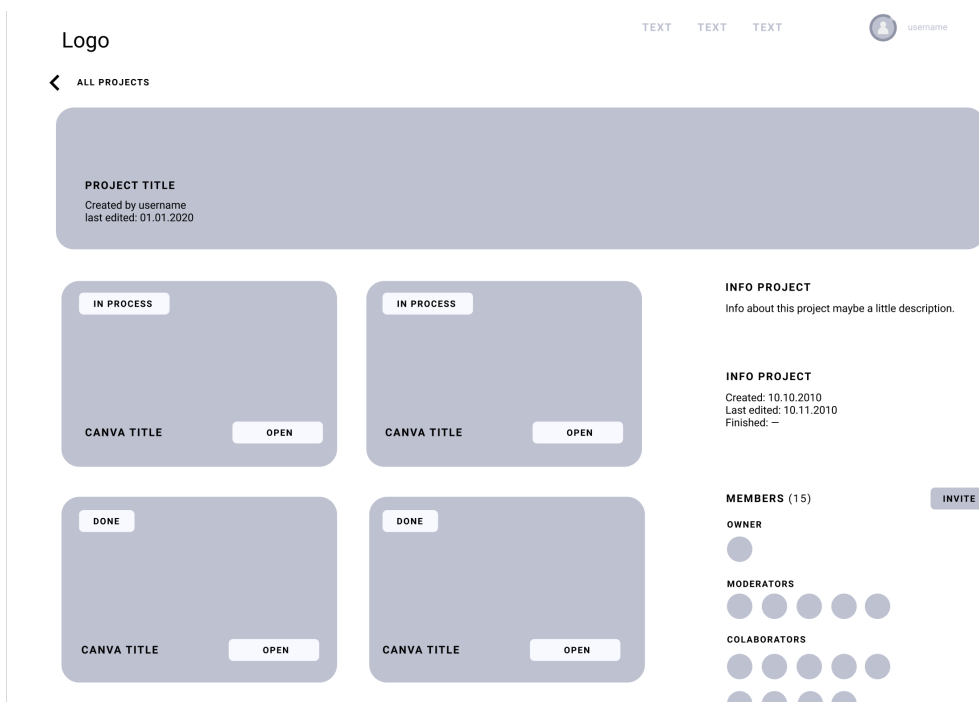 Logo
TEXT TEXT TEXT
username
ALL PROJECTS
PROJECT TITLE
Created by username
last edited: 01.01.2020
IN PROCESS
CANVA TITLE
OPEN
IN PROCESS
CANVA TITLE
OPEN
DONE
CANVA TITLE
OPEN
DONE
CANVA TITLE
OPEN
INFO PROJECT
Info about this project maybe a little description.
INFO PROJECT
Created: 10.10.2010
Last edited: 10.11.2010
Finished: —
MEMBERS (15)
INVITE
OWNER
MODERATORS
COLABORATORS